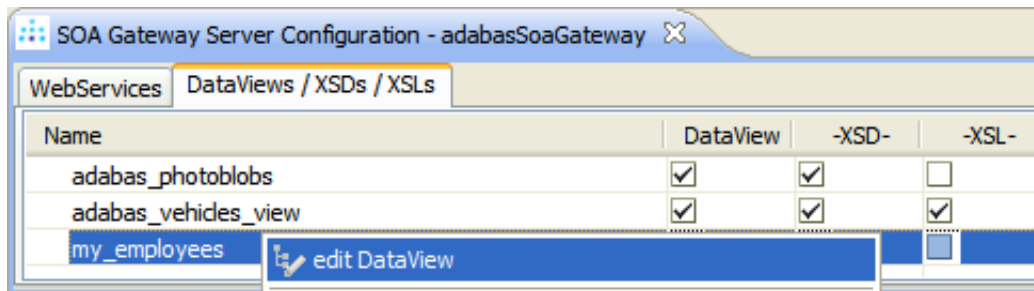 SOA Gateway Server Configuration - adabasSoaGateway
WebServices DataViews / XSDs / XSLs
Name DataView -XSD- -XSL-
adabas_photoblobs
adabas_vehicles_view
my_employees
edit DataView